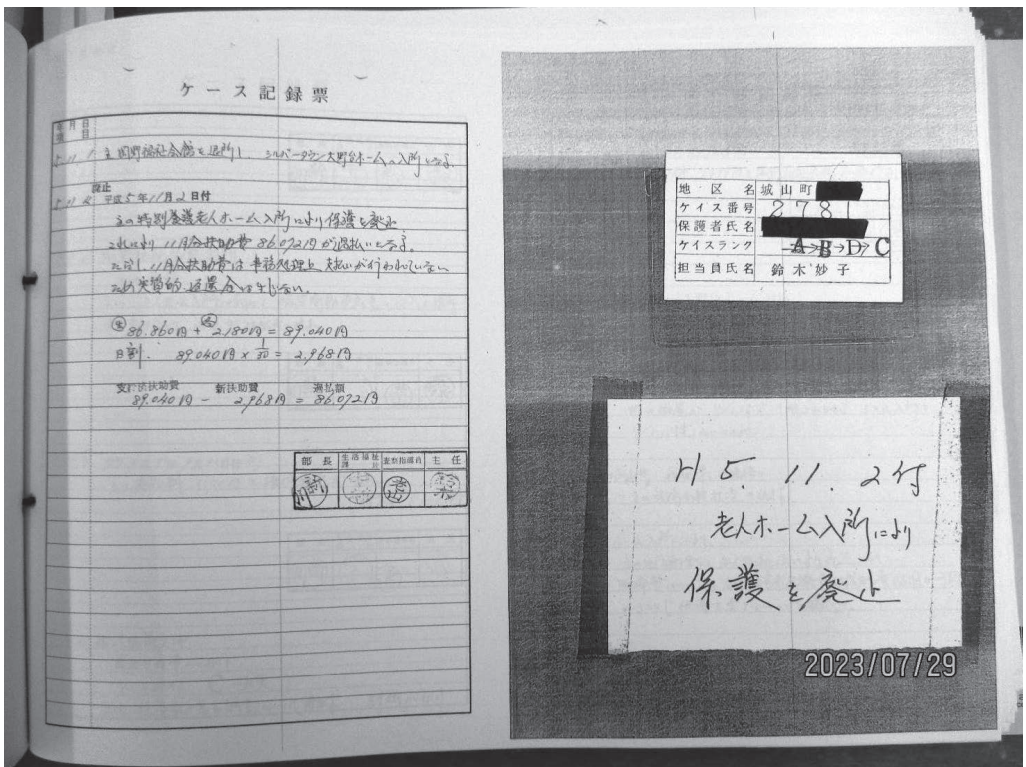 ケース記録票
年月日
5.11.1 主 岡野福祉会館を退所し、シルバータウン大野台ホームへ入所となる。
廃止
5.11.
平成5年11月2日付
主の特別養護老人ホーム入所により保護を廃止
これにより11月分扶助費86,072円が過払いとなる。
ただし、11月分扶助費は事務処理上支払いが行われていない
ため実質的返還金は生じない。
86,860円 + 2,180円 = 89,040円
日割. 89,040円 × 1/30 = 2,968円
支給済扶助費 新扶助費 過払額
89,040円 - 2,968円 = 86,072円
部長 生活福祉課長 査察指導員 主任
地区名 城山町
ケイス番号 2781
保護者氏名
ケイスランク A→B→D→C
担当員氏名 鈴木妙子
H5.11.2付
老人ホーム入所により
保護を廃止
2023/07/29